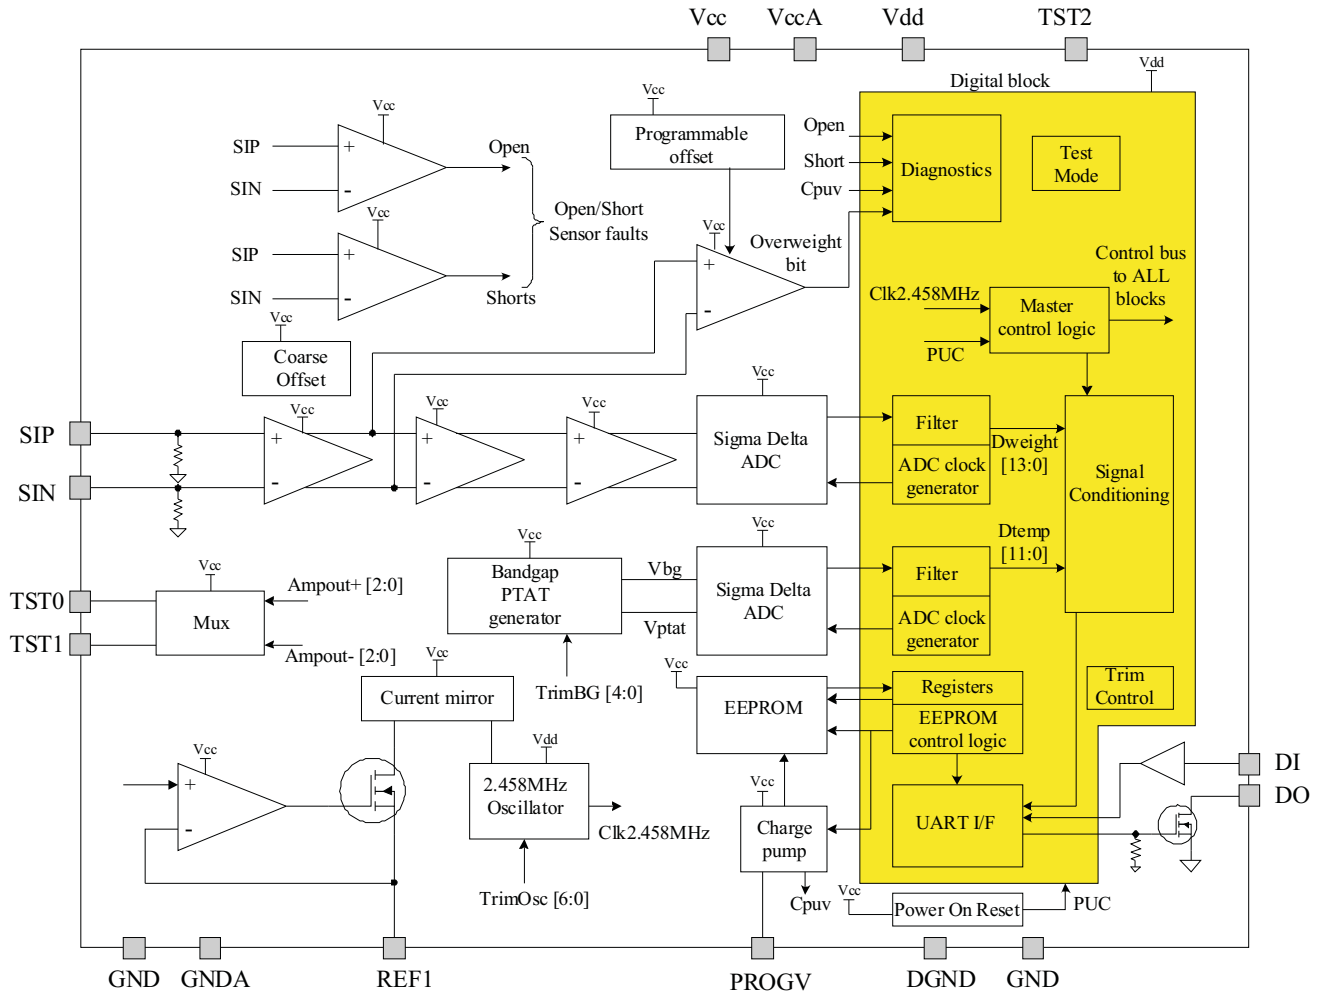 Vcc
VccA
Vdd
TST2
Digital block
Vdd
Vcc
Programmable
offset
Vcc
SIP
+
SIN
-
Open
Open
Short
Cpuv
Diagnostics
Test
Mode
Open/Short
Sensor faults
Vcc
SIP
+
SIN
-
Shorts
Vcc
+
-
Overweight
bit
Control bus
to ALL
blocks
Clk2.458MHz
PUC
Master
control logic
Vcc
Coarse
Offset
SIP
SIN
Vcc
+
-
Vcc
+
-
Vcc
+
-
Vcc
Sigma Delta
ADC
Filter
ADC clock
generator
Dweight
[13:0]
Signal
Conditioning
Vcc
Bandgap
PTAT
generator
Vbg
Vptat
Vcc
Sigma Delta
ADC
Filter
ADC clock
generator
Dtemp
[11:0]
TST0
TST1
Vcc
Mux
Ampout+ [2:0]
Ampout- [2:0]
TrimBG [4:0]
Vcc
Current mirror
Vcc
EEPROM
Registers
EEPROM
control logic
Trim
Control
Vcc
+
-
Vdd
2.458MHz
Oscillator
Clk2.458MHz
TrimOsc [6:0]
Vcc
Charge
pump
Cpuv
UART I/F
DI
DO
Vcc
Power On Reset
PUC
GND
GNDA
REF1
PROGV
DGND
GND